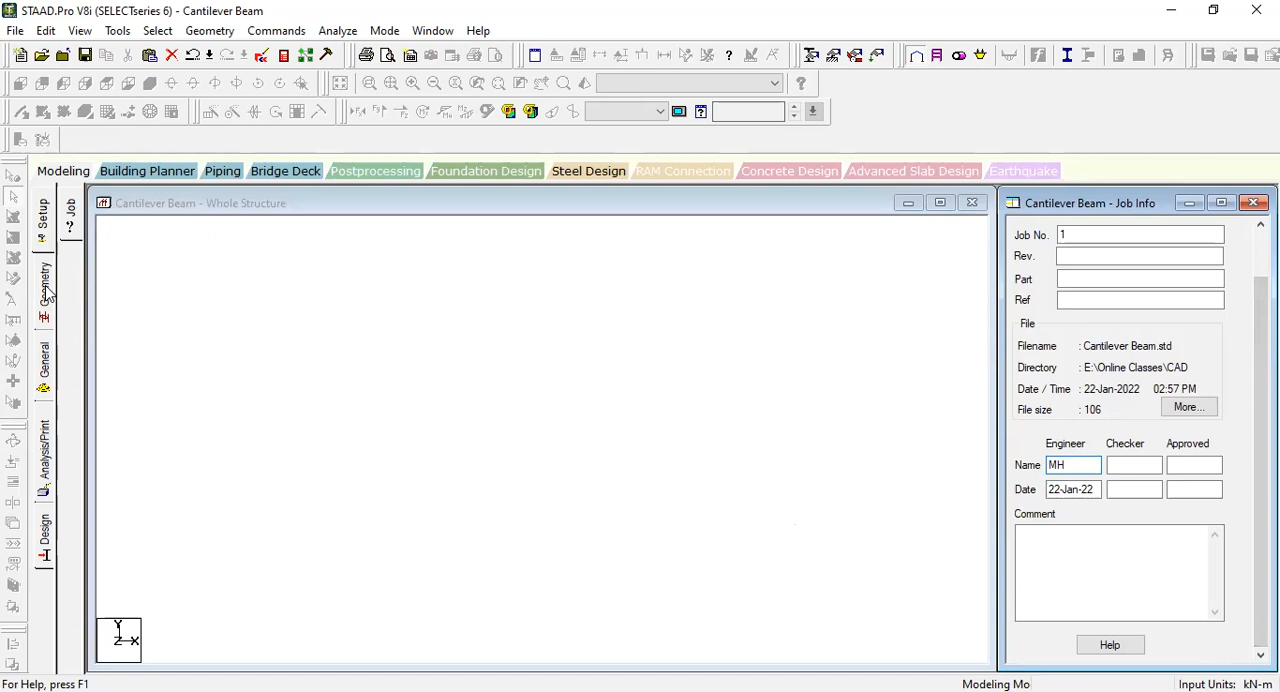 STAAD.Pro V8i (SELECTseries 6) - Cantilever Beam
File Edit View Tools Select Geometry Commands Analyze Mode Window Help
Modeling Building Planner Piping Bridge Deck Postprocessing Foundation Design Steel Design RAM Connection Concrete Design Advanced Slab Design Earthquake
Setup
Geometry
General
Analysis/Print
Design
Job
Cantilever Beam - Whole Structure
Y
Z X
Cantilever Beam - Job Info
Job No. 1
Rev.
Part
Ref
File
Filename : Cantilever Beam.std
Directory : E:\Online Classes\CAD
Date / Time : 22-Jan-2022 02:57 PM
File size : 106 More...
Engineer Checker Approved
Name MH
Date 22-Jan-22
Comment
Help
For Help, press F1 Modeling Mo Input Units: kN-m